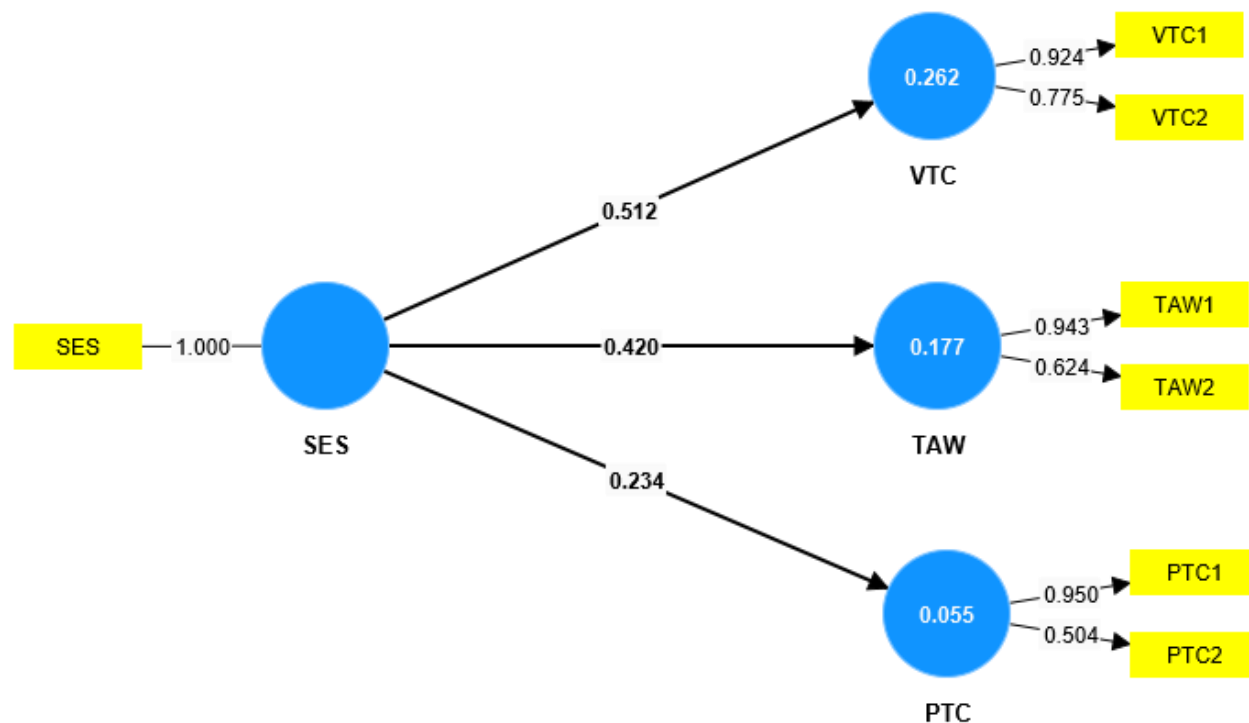 VTC1
0.924
0.262
0.775
VTC2
VTC
0.512
TAW1
0.943
SES
1.000
0.420
0.177
0.624
TAW2
SES
TAW
0.234
PTC1
0.950
0.055
0.504
PTC2
PTC